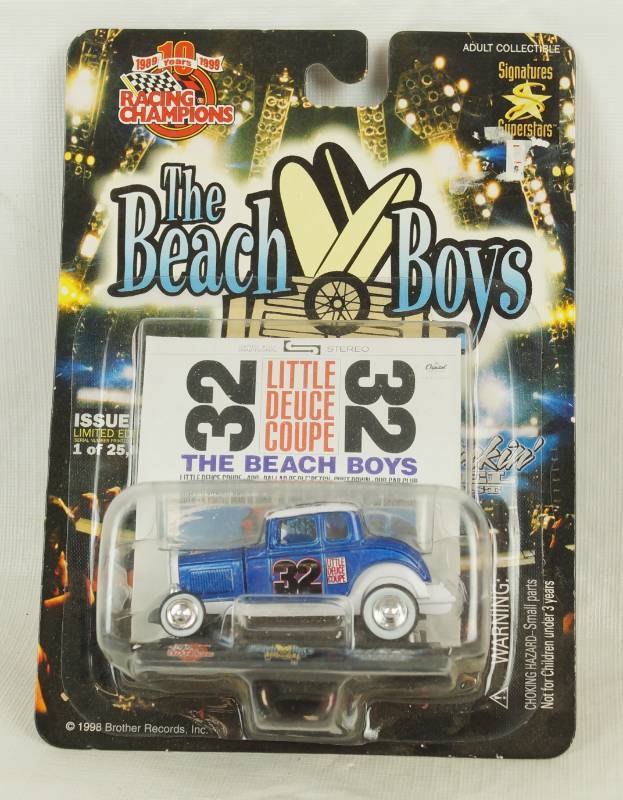 1989 10 Years 1999
RACING CHAMPIONS
ADULT COLLECTIBLE
Signatures
Superstars
The
Beach Boys
STEREO
Capitol
32 LITTLE DEUCE COUPE 32
THE BEACH BOYS
ISSUE
LIMITED
1 of 25,
32 LITTLE DEUCE COUPE
WARNING:
CHOKING HAZARD-Small parts
Not for Children under 3 years
© 1998 Brother Records, Inc.